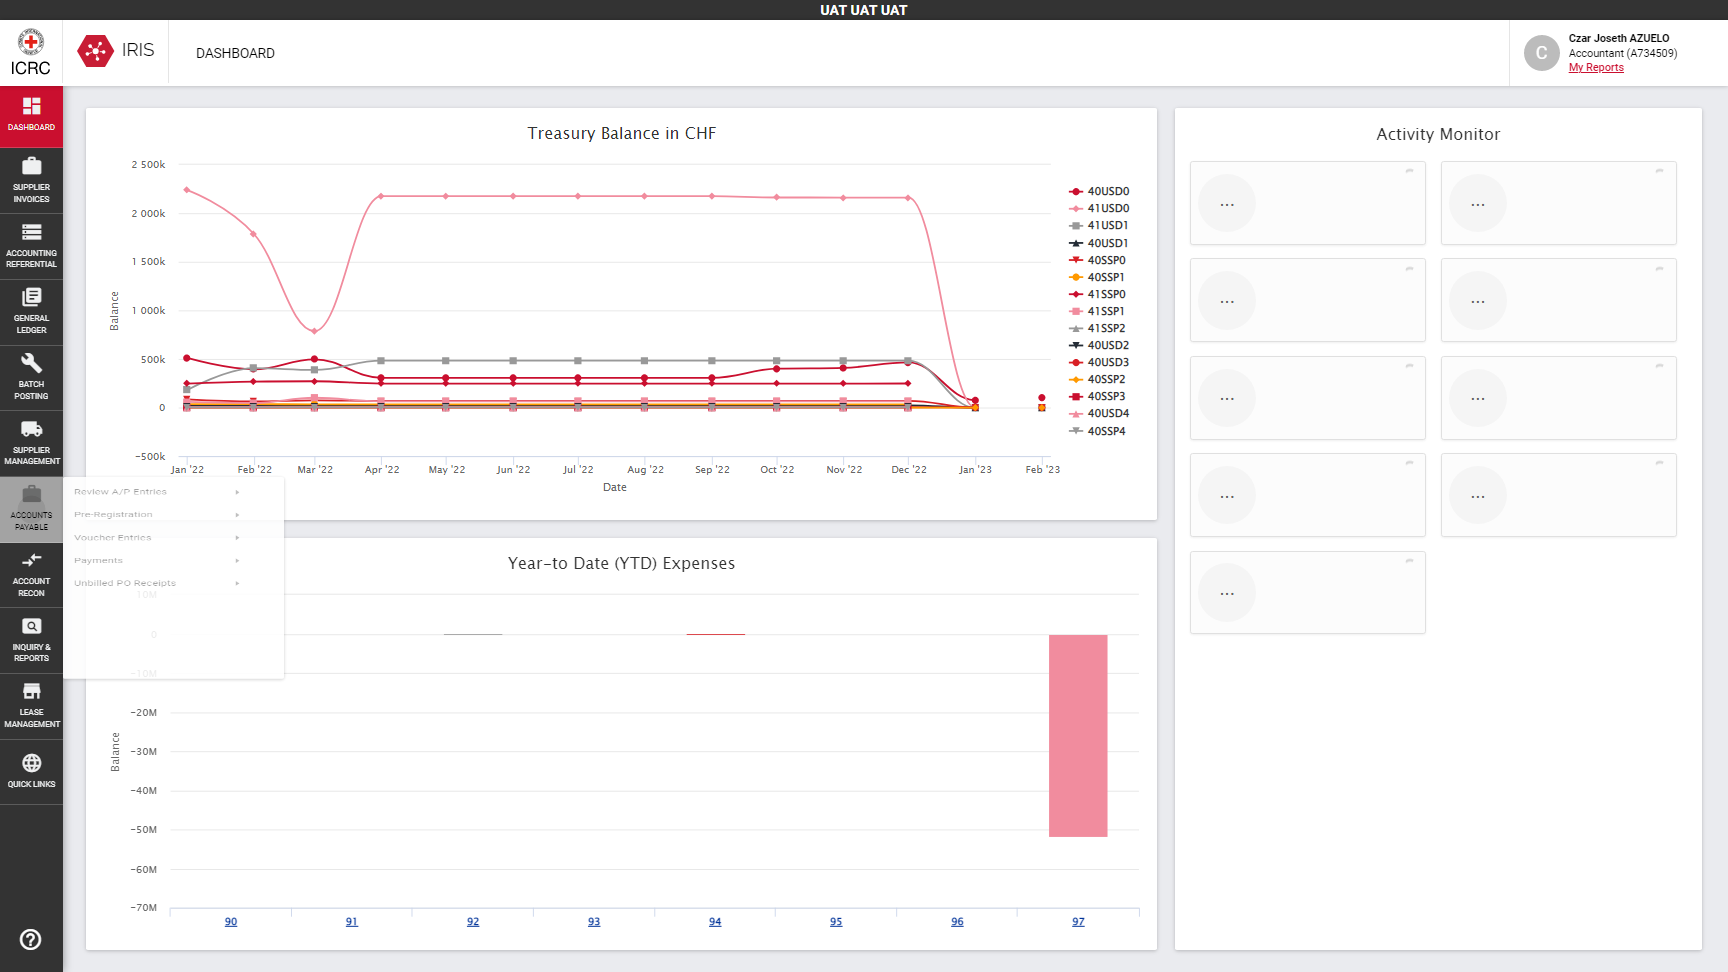 UAT UAT UAT
ICRC
IRIS
DASHBOARD
C
Czar Joseth AZUELO
Accountant (A734509)
My Reports
DASHBOARD
SUPPLIER
INVOICES
ACCOUNTING
REFERENTIAL
GENERAL
LEDGER
BATCH
POSTING
SUPPLIER
MANAGEMENT
ACCOUNTS
PAYABLE
ACCOUNT
RECON
INQUIRY &
REPORTS
LEASE
MANAGEMENT
QUICK LINKS
Review A/P Entries
Pre-Registration
Voucher Entries
Payments
Unbilled PO Receipts
Treasury Balance in CHF
Balance
2 500k
2 000k
1 500k
1 000k
500k
0
-500k
Jan '22
Feb '22
Mar '22
Apr '22
May '22
Jun '22
Jul '22
Aug '22
Sep '22
Oct '22
Nov '22
Dec '22
Jan '23
Feb '23
Date
40USD0
41USD0
41USD1
40USD1
40SSP0
40SSP1
41SSP0
41SSP1
41SSP2
40USD2
40USD3
40SSP2
40SSP3
40USD4
40SSP4
Year-to Date (YTD) Expenses
Balance
10M
0
-10M
-20M
-30M
-40M
-50M
-60M
-70M
90
91
92
93
94
95
96
97
Activity Monitor
...
...
...
...
...
...
...
...
...